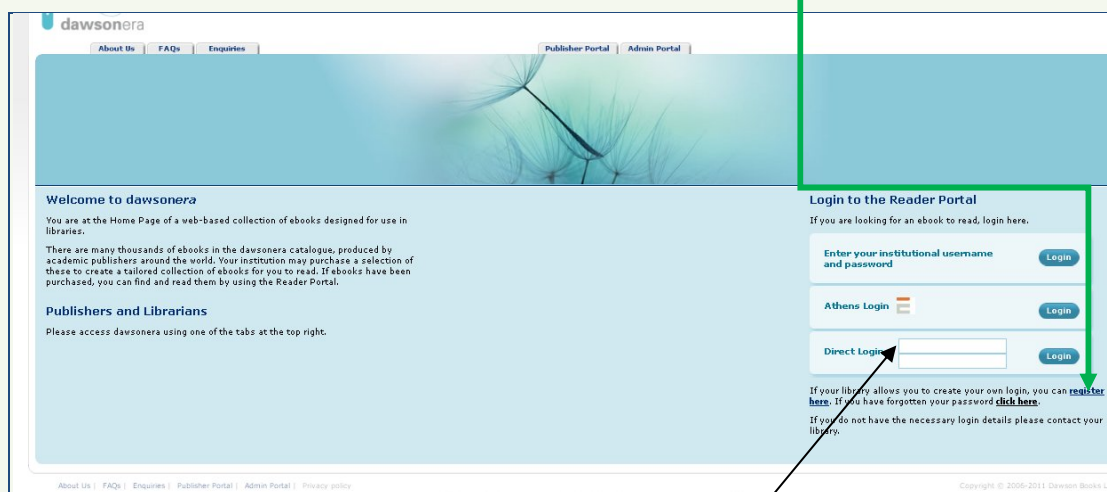 dawsonera
About Us | FAQs | Enquiries |
Publisher Portal | Admin Portal |
Welcome to dawsonera
You are at the Home Page of a web-based collection of ebooks designed for use in
libraries.
There are many thousands of ebooks in the dawsonera catalogue, produced by
academic publishers around the world. Your institution may purchase a selection of
these to create a tailored collection of ebooks for you to read. If ebooks have been
purchased, you can find and read them by using the Reader Portal.
Publishers and Librarians
Please access dawsonera using one of the tabs at the top right.
Login to the Reader Portal
If you are looking for an ebook to read, login here.
Enter your institutional username
and password
Login
Athens Login
Login
Direct Login
Login
If your library allows you to create your own login, you can register
here. If you have forgotten your password click here.
If you do not have the necessary login details please contact your
library.
About Us | FAQs | Enquiries | Publisher Portal | Admin Portal | Privacy policy
Copyright © 2006-2011 Dawson Books L